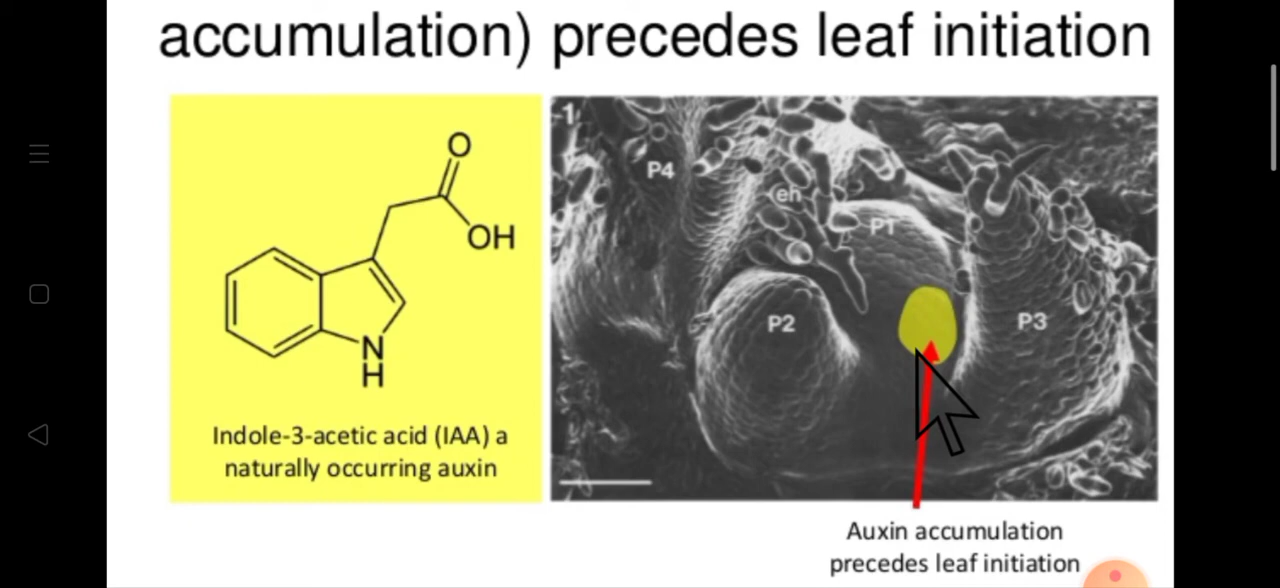 accumulation) precedes leaf initiation
O
OH
N
H
Indole-3-acetic acid (IAA) a
naturally occurring auxin
1
P4
eh
P1
P2
P3
Auxin accumulation
precedes leaf initiation